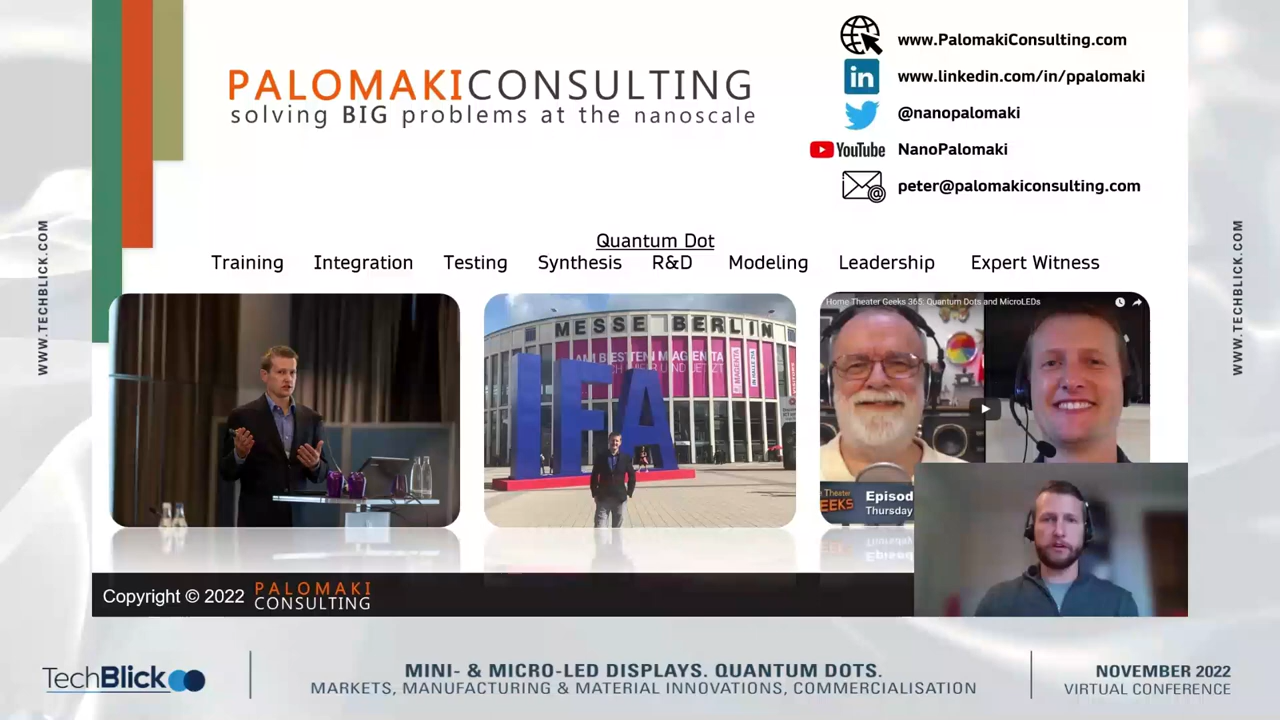 www.PalomakiConsulting.com
PALOMAKICONSULTING
solving BIG problems at the nanoscale
in
www.linkedin.com/in/ppalomaki
@nanopalomaki
YouTube
NanoPalomaki
@
peter@palomakiconsulting.com
Quantum Dot
Training Integration Testing Synthesis R&D Modeling Leadership Expert Witness
MESSE BERLIN
IFA
Home Theater Geeks 365: Quantum Dots and MicroLEDs
Episod
Thursday
Copyright © 2022
PALOMAKI
CONSULTING
WWW.TECHBLICK.COM
WWW.TECHBLICK.COM
TechBlick
MINI- & MICRO-LED DISPLAYS. QUANTUM DOTS.
MARKETS, MANUFACTURING & MATERIAL INNOVATIONS, COMMERCIALISATION
NOVEMBER 2022
VIRTUAL CONFERENCE